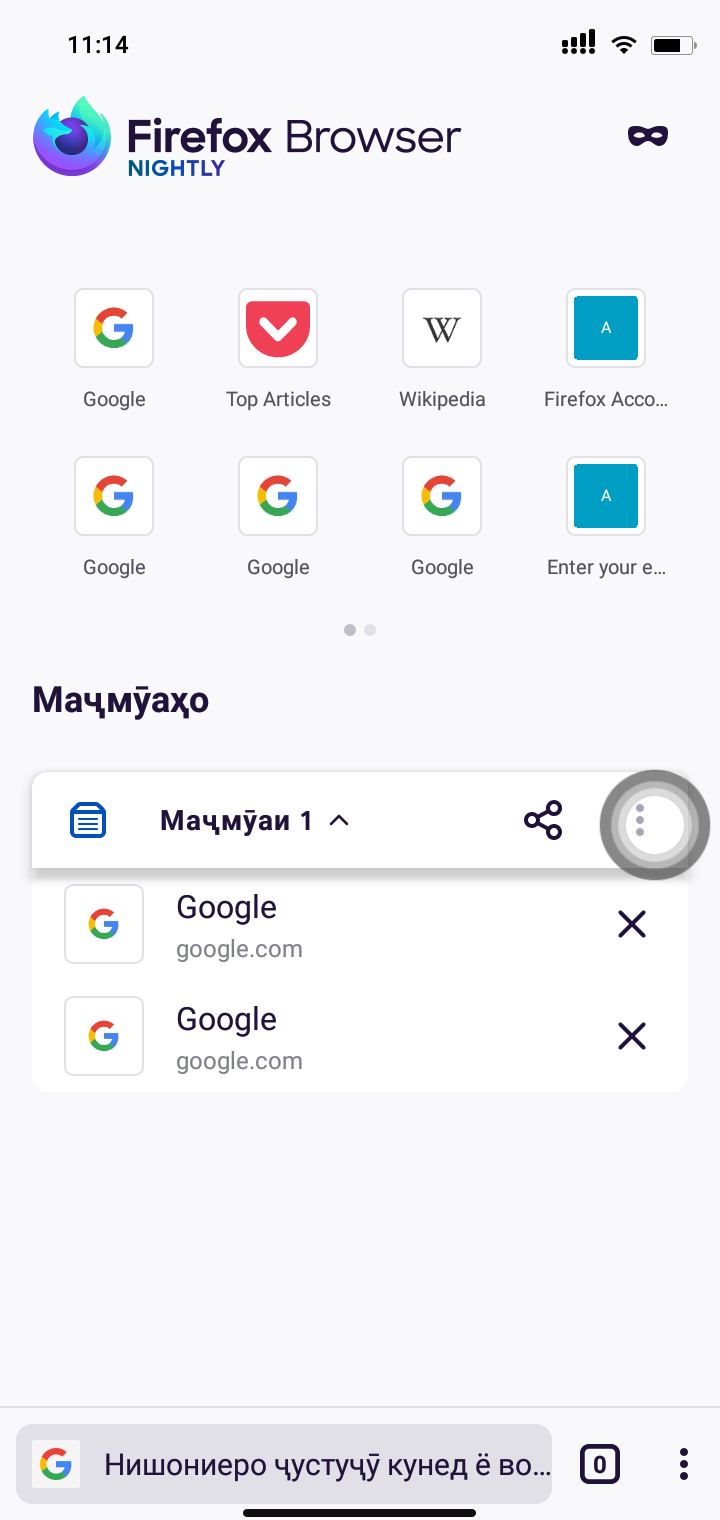 11:14
Firefox Browser
NIGHTLY
W
A
Google
Top Articles
Wikipedia
Firefox Acco...
A
Google
Google
Google
Enter your e...
Маҷмӯаҳо
Маҷмӯаи 1
Google
google.com
Google
google.com
Нишониеро ҷустуҷӯ кунед ё во...
0